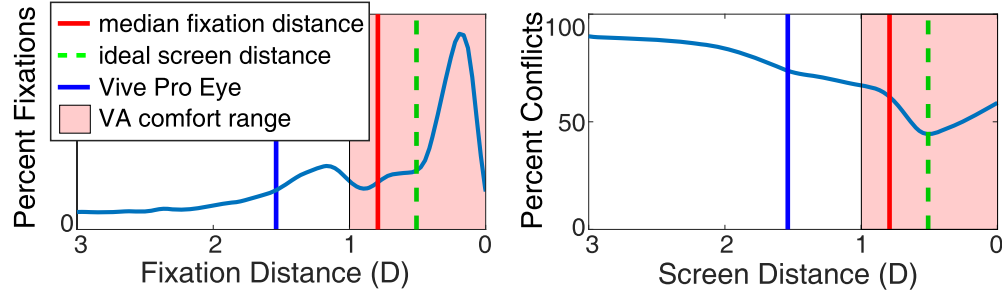 Percent Fixations
median fixation distance
ideal screen distance
Vive Pro Eye
VA comfort range
0
3
2
1
0
Fixation Distance (D)
Percent Conflicts
100
50
0
3
2
1
0
Screen Distance (D)